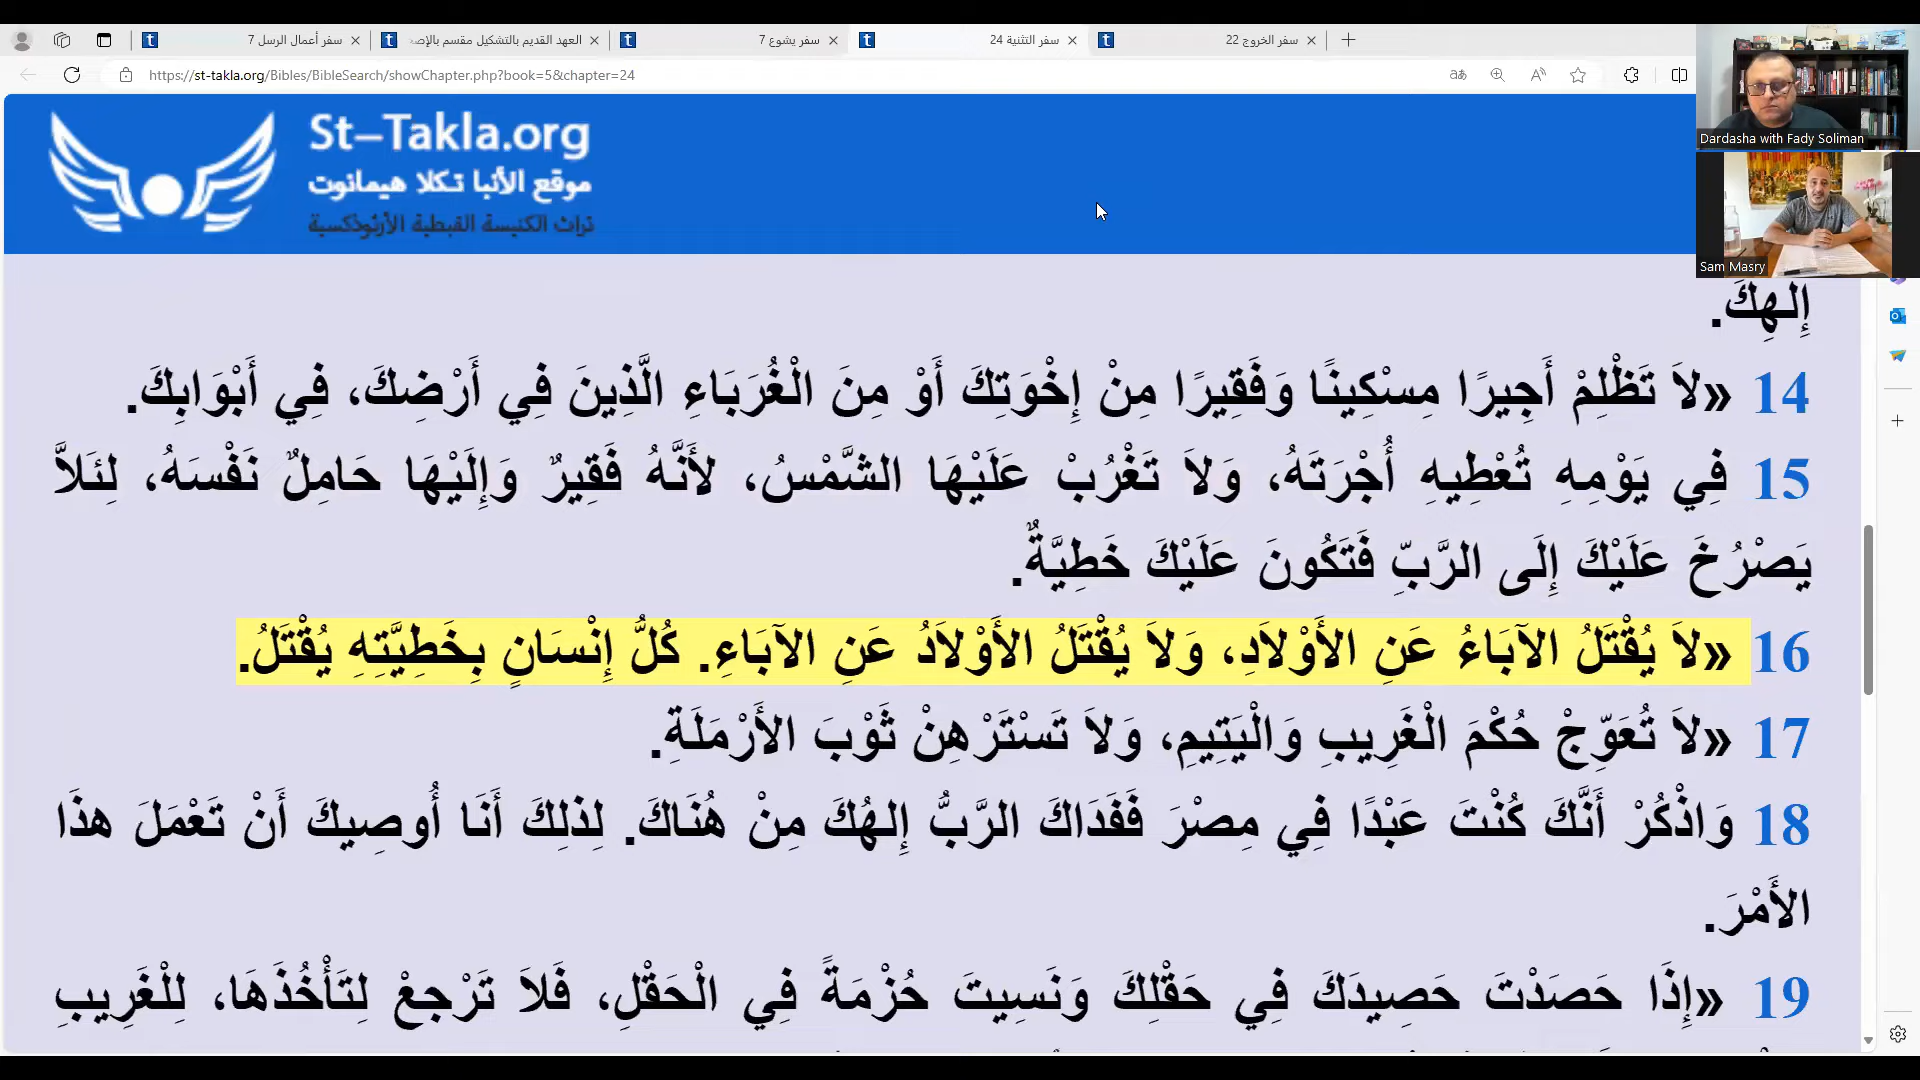 سفر أعمال الرسل 7
العهد القديم بالتشكيل مقسم بالإصـ
سفر يشوع 7
سفر التثنية 24
سفر الخروج 22
https://st-takla.org/Bibles/BibleSearch/showChapter.php?book=5&chapter=24
St-Takla.org
موقع الأنبا تكلا هيمانوت
تراث الكنيسة القبطية الأرثوذكسية
Dardasha with Fady Soliman
Sam Masry
إِلهِكَ.
14 «لاَ تَظْلِمْ أَجِيرًا مِسْكِينًا وَفَقِيرًا مِنْ إِخْوَتِكَ أَوْ مِنَ الْغُرَبَاءِ الَّذِينَ فِي أَرْضِكَ، فِي أَبْوَابِكَ.
15 فِي يَوْمِهِ تُعْطِيهِ أُجْرَتَهُ، وَلاَ تَغْرُبْ عَلَيْهَا الشَّمْسُ، لأَنَّهُ فَقِيرٌ وَإِلَيْهَا حَامِلٌ نَفْسَهُ، لِئَلاَّ
يَصْرُخَ عَلَيْكَ إِلَى الرَّبِّ فَتَكُونَ عَلَيْكَ خَطِيَّةٌ.
16 «لاَ يُقْتَلُ الآبَاءُ عَنِ الأَوْلاَدِ، وَلاَ يُقْتَلُ الأَوْلاَدُ عَنِ الآبَاءِ. كُلُّ إِنْسَانٍ بِخَطِيَّتِهِ يُقْتَلُ.
17 «لاَ تُعَوِّجْ حُكْمَ الْغَرِيبِ وَالْيَتِيمِ، وَلاَ تَسْتَرْهِنْ ثَوْبَ الأَرْمَلَةِ.
18 وَاذْكُرْ أَنَّكَ كُنْتَ عَبْدًا فِي مِصْرَ فَفَدَاكَ الرَّبُّ إِلهُكَ مِنْ هُنَاكَ. لِذلِكَ أَنَا أُوصِيكَ أَنْ تَعْمَلَ هذَا
الأَمْرَ.
19 «إِذَا حَصَدْتَ حَصِيدَكَ فِي حَقْلِكَ وَنَسِيتَ حُزْمَةً فِي الْحَقْلِ، فَلاَ تَرْجعْ لِتَأْخُذَهَا، لِلْغَرِيبِ